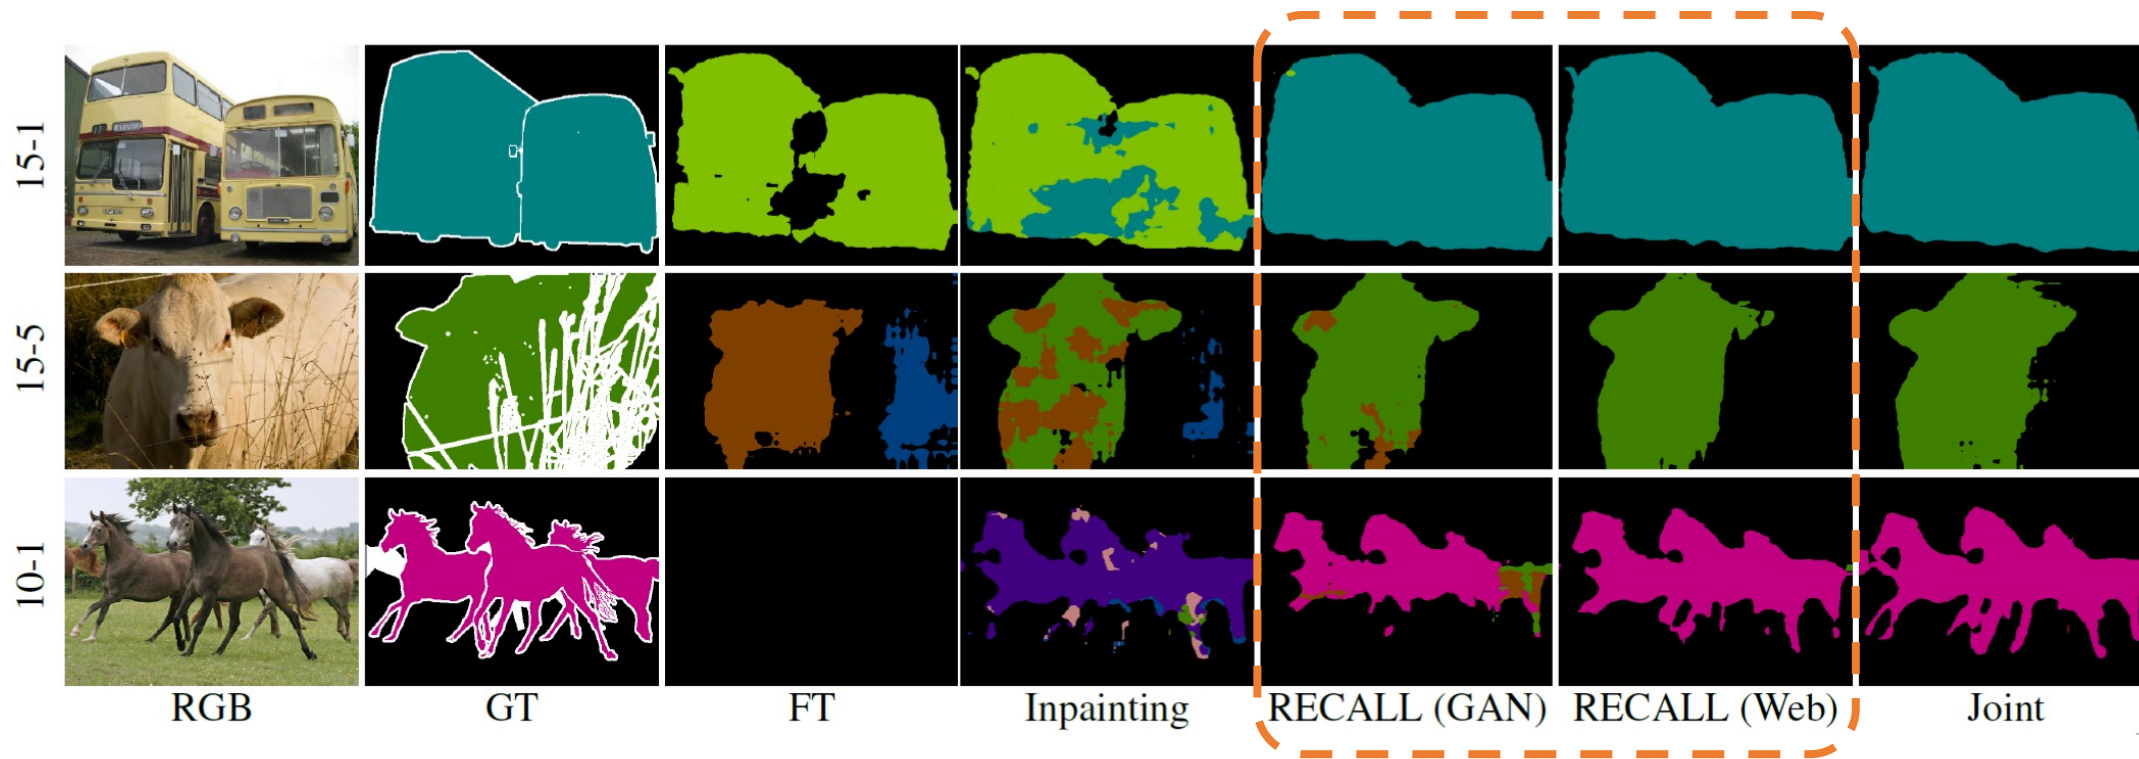 15-1
15-5
10-1
RGB GT FT Inpainting RECALL (GAN) RECALL (Web) Joint